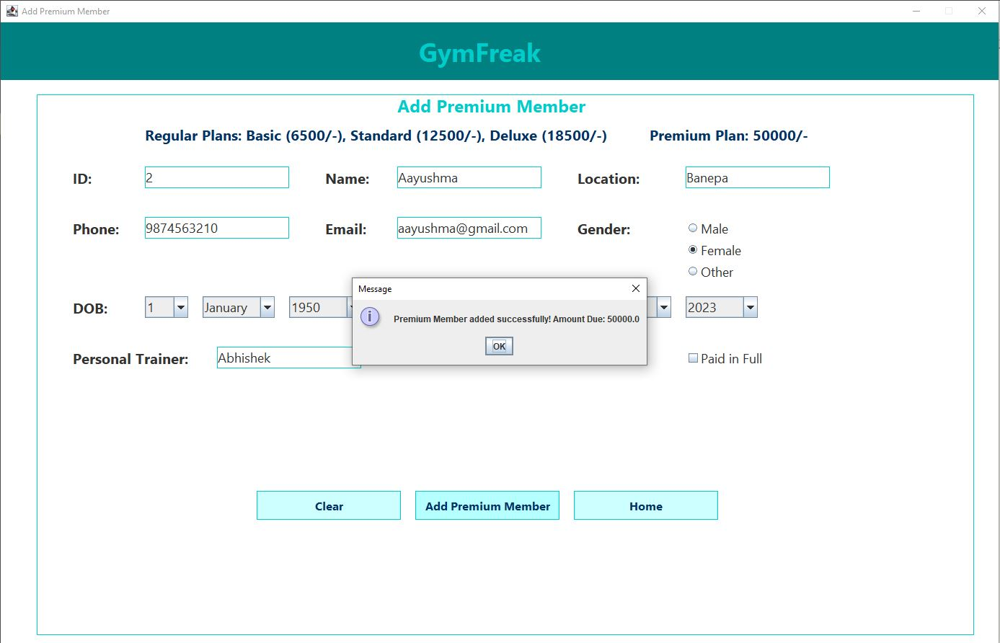 Add Premium Member
GymFreak
Add Premium Member
Regular Plans: Basic (6500/-), Standard (12500/-), Deluxe (18500/-) Premium Plan: 50000/-
ID: 2 Name: Aayushma Location: Banepa
Phone: 9874563210 Email: aayushma@gmail.com Gender: Male
Female
Other
DOB: 1 January 1950 2023
Message
Premium Member added successfully! Amount Due: 50000.0
OK
Personal Trainer: Abhishek Paid in Full
Clear Add Premium Member Home